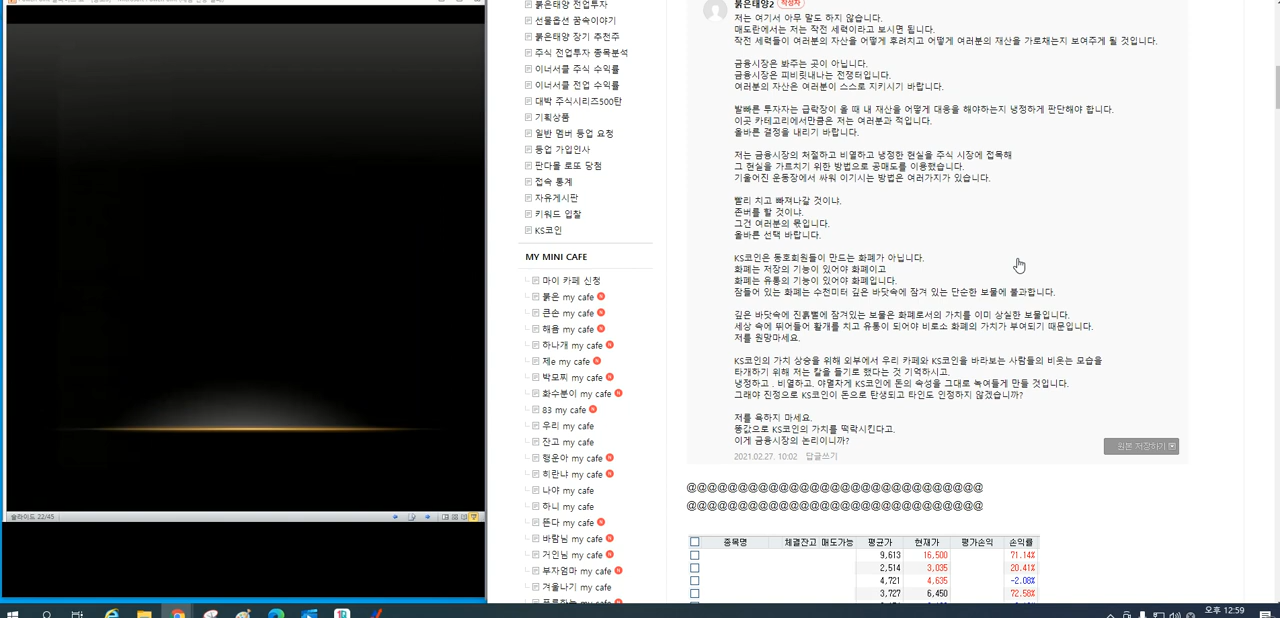 붉은태양 전업투자
선물옵션 꿈속이야기
붉은태양 장기 추천주
주식 전업투자 종목분석
이너서클 주식 수익률
이너서클 전업 수익률
대박 주식시리즈500탄
기획상품
일반 멤버 등업 요청
등업 가입인사
판다몰 로또 당첨
접속 통계
자유게시판
키워드 입찰
KS코인
MY MINI CAFE
마이 카페 신청
붉은 my cafe N
큰손 my cafe N
해윰 my cafe N
하나개 my cafe N
제e my cafe N
박모찌 my cafe N
화수분이 my cafe N
83 my cafe N
우리 my cafe
잔고 my cafe
행운아 my cafe N
히란냐 my cafe N
나야 my cafe
하니 my cafe
뜬다 my cafe N
바람님 my cafe N
거인님 my cafe N
부자엄마 my cafe N
겨울나기 my cafe
붉은태양2 작성자
저는 여기서 아무 말도 하지 않습니다.
매도란에서는 저는 작전 세력이라고 보시면 됩니다.
작전 세력들이 여러분의 자산을 어떻게 후려치고 어떻게 여러분의 재산을 가로채는지 보여주게 될 것입니다.
금융시장은 봐주는 곳이 아닙니다.
금융시장은 피비릿내나는 전쟁터입니다.
여러분의 자산은 여러분이 스스로 지키시기 바랍니다.
발빠른 투자자는 급락장이 올 때 내 재산을 어떻게 대응을 해야하는지 냉정하게 판단해야 합니다.
이곳 카테고리에서만큼은 저는 여러분과 적입니다.
올바른 결정을 내리기 바랍니다.
저는 금융시장의 처절하고 비열하고 냉정한 현실을 주식 시장에 접목해
그 현실을 가르치기 위한 방법으로 공매도를 이용했습니다.
기울어진 운동장에서 싸워 이기시는 방법은 여러가지가 있습니다.
빨리 치고 빠져나갈 것이냐.
존버를 할 것이냐.
그건 여러분의 몫입니다.
올바른 선택 바랍니다.
KS코인은 동호회원들이 만드는 화폐가 아닙니다.
화폐는 저장의 기능이 있어야 화폐이고
화폐는 유통의 기능이 있어야 화폐입니다.
잠들어 있는 화폐는 수천미터 깊은 바닷속에 잠겨 있는 단순한 보물에 불과합니다.
깊은 바닷속에 진흙뻘에 잠겨있는 보물은 화폐로서의 가치를 이미 상실한 보물입니다.
세상 속에 뛰어들어 활개를 치고 유통이 되어야 비로소 화폐의 가치가 부여되기 때문입니다.
저를 원망마세요.
KS코인의 가치 상승을 위해 외부에서 우리 카페와 KS코인을 바라보는 사람들의 비웃는 모습을
타개하기 위해 저는 칼을 들기로 했다는 것 기억하시고.
냉정하고 . 비열하고, 야멸자게 KS코인에 돈의 속성을 그대로 녹여들게 만들 것입니다.
그래야 진정으로 KS코인이 돈으로 탄생되고 타인도 인정하지 않겠습니까?
저를 욕하지 마세요
똥값으로 KS코인의 가치를 떡락시킨다고.
이게 금융시장의 논리이니까?
2021.02.27. 10:02 답글쓰기
원본 저장하기
@@@@@@@@@@@@@@@@@@@@@@@@@@@
@@@@@@@@@@@@@@@@@@@@@@@@@@@
종목명 체결잔고 매도가능 평균가 현재가 평가손익 손익률
9,613 16,500 71.14%
2,514 3,035 20.41%
4,721 4,635 -2.08%
3,727 6,450 72.58%
슬라이드 22/45
오후 12:59